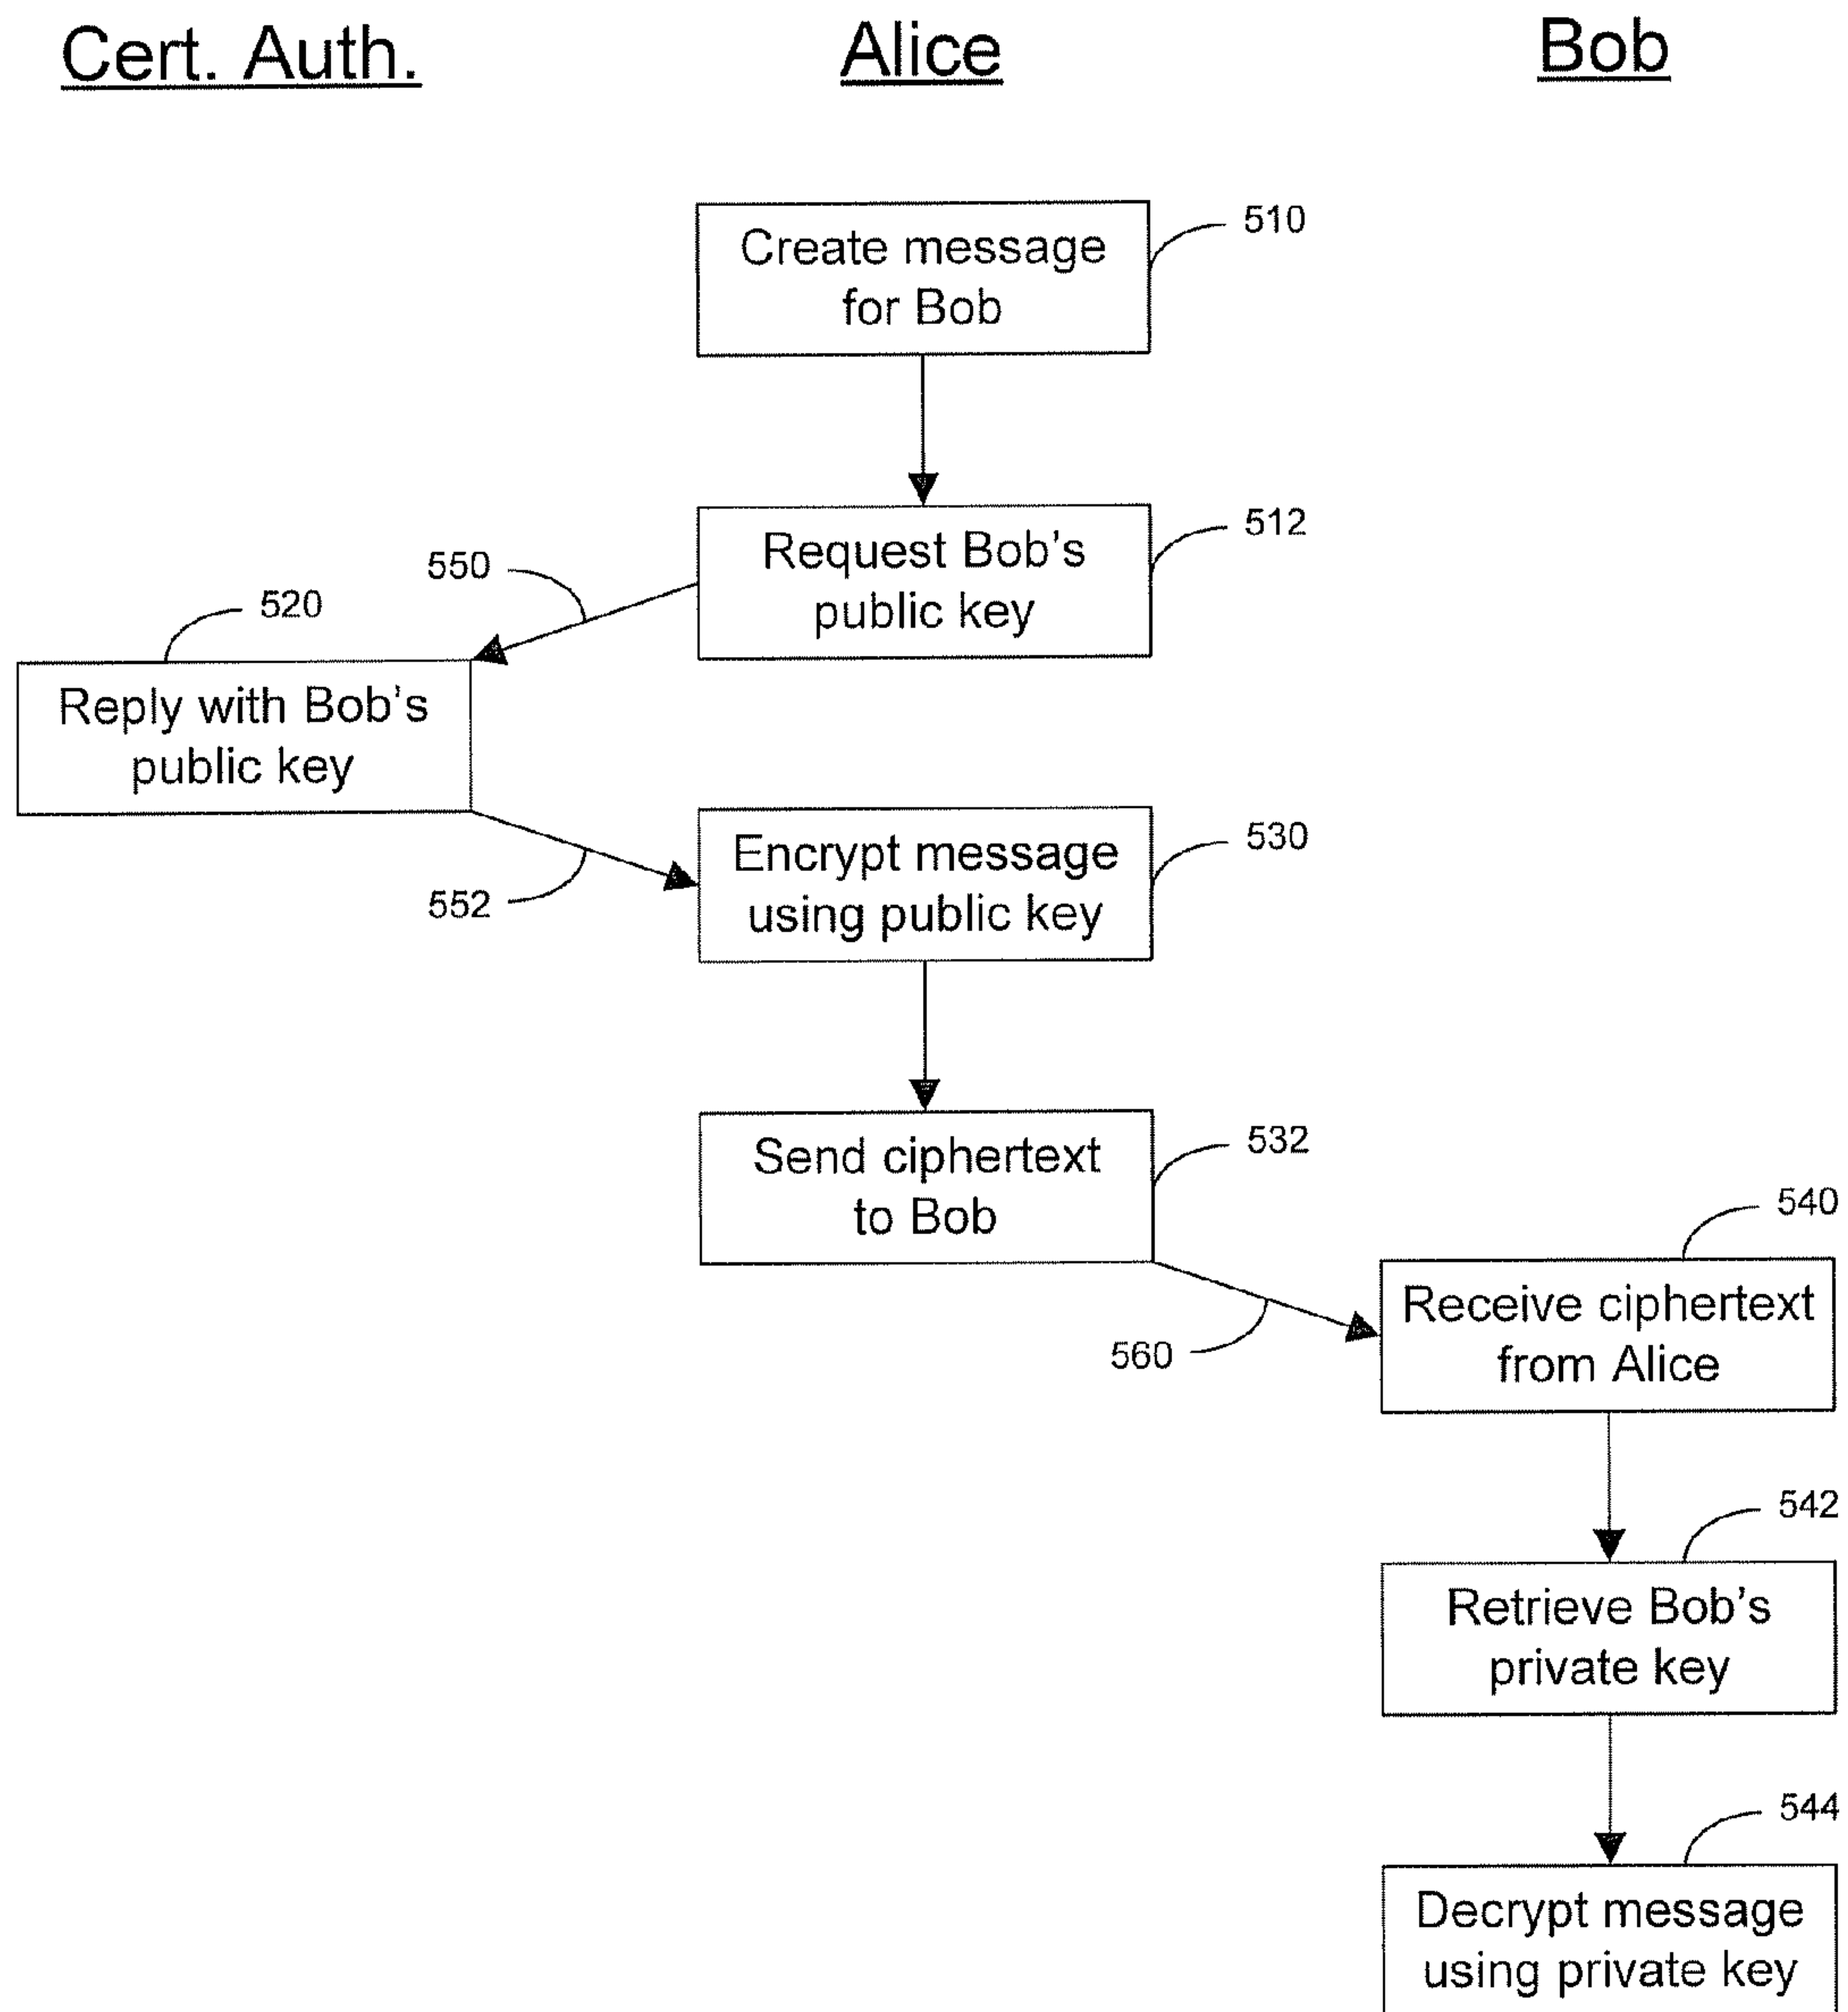 Cert. Auth.
Alice
Bob
Create message
for Bob
510
Request Bob's
public key
512
550
520
Reply with Bob's
public key
552
Encrypt message
using public key
530
Send ciphertext
to Bob
532
540
Receive ciphertext
from Alice
560
542
Retrieve Bob's
private key
544
Decrypt message
using private key